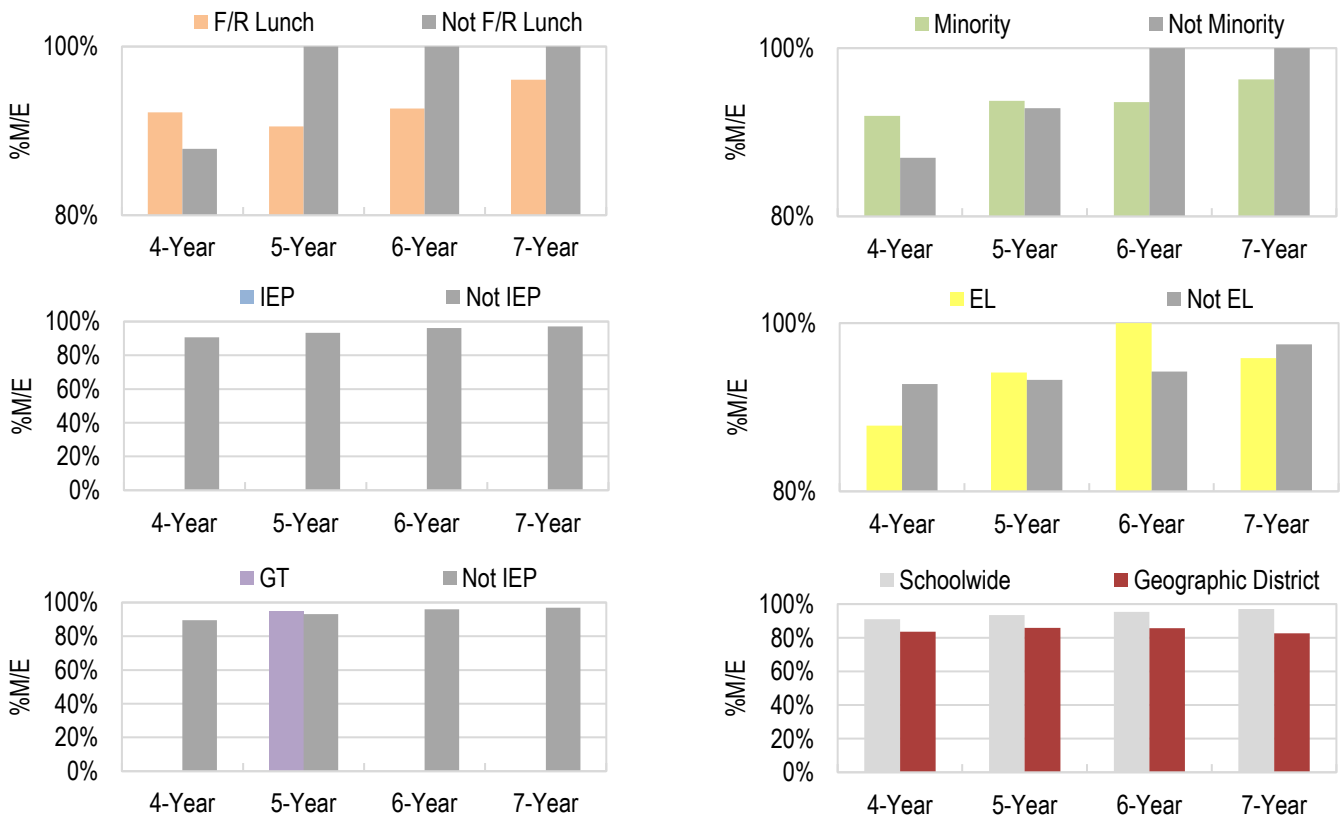 F/R Lunch Not F/R Lunch
100%
%M/E
80%
4-Year 5-Year 6-Year 7-Year
Minority Not Minority
100%
%M/E
80%
4-Year 5-Year 6-Year 7-Year
IEP Not IEP
100%
80%
60%
%M/E
40%
20%
0%
4-Year 5-Year 6-Year 7-Year
EL Not EL
100%
%M/E
80%
4-Year 5-Year 6-Year 7-Year
GT Not IEP
100%
80%
60%
%M/E
40%
20%
0%
4-Year 5-Year 6-Year 7-Year
Schoolwide Geographic District
100%
80%
60%
%M/E
40%
20%
0%
4-Year 5-Year 6-Year 7-Year